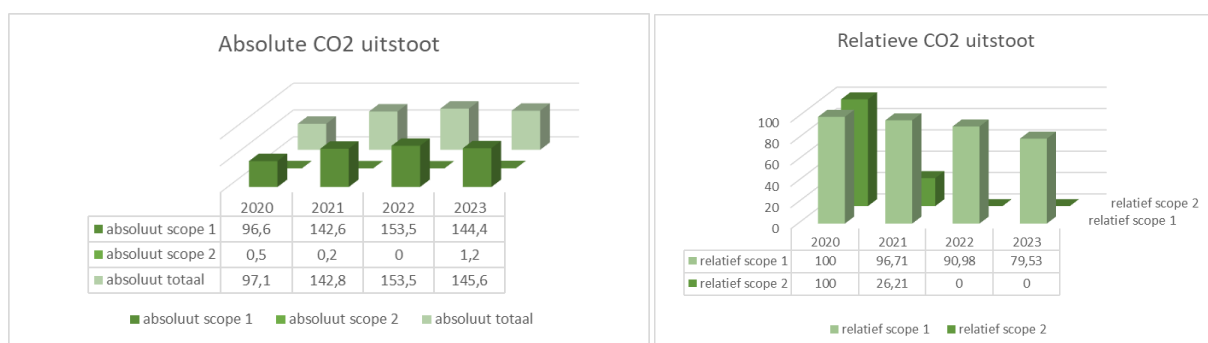 Absolute CO2 uitstoot
2020 2021 2022 2023
absoluut scope 1 96,6 142,6 153,5 144,4
absoluut scope 2 0,5 0,2 0 1,2
absoluut totaal 97,1 142,8 153,5 145,6
absoluut scope 1 absoluut scope 2 absoluut totaal
Relatieve CO2 uitstoot
100
80
60
40
20
0
relatief scope 2
relatief scope 1
2020 2021 2022 2023
relatief scope 1 100 96,71 90,98 79,53
relatief scope 2 100 26,21 0 0
relatief scope 1 relatief scope 2